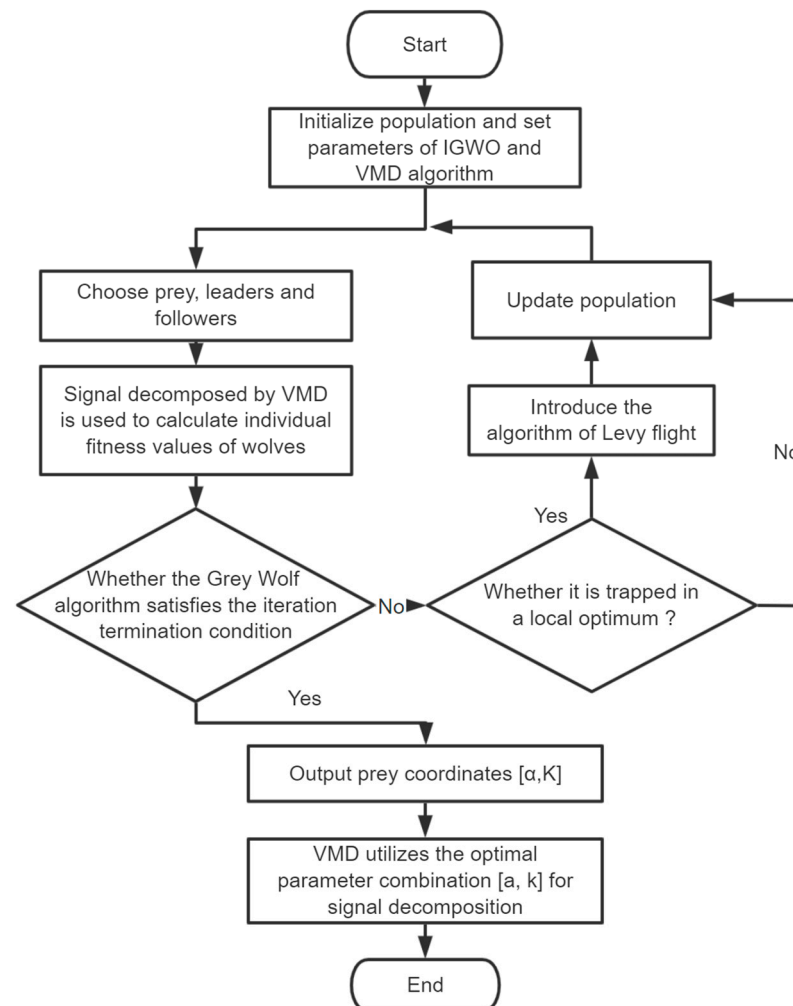 Start
Initialize population and set
parameters of IGWO and
VMD algorithm
Choose prey, leaders and
followers
Update population
Signal decomposed by VMD
is used to calculate individual
fitness values of wolves
Introduce the
algorithm of Levy flight
No
Yes
Whether the Grey Wolf
algorithm satisfies the iteration
termination condition
No
Whether it is trapped in
a local optimum ?
Yes
Output prey coordinates [α,K]
VMD utilizes the optimal
parameter combination [a, k] for
signal decomposition
End